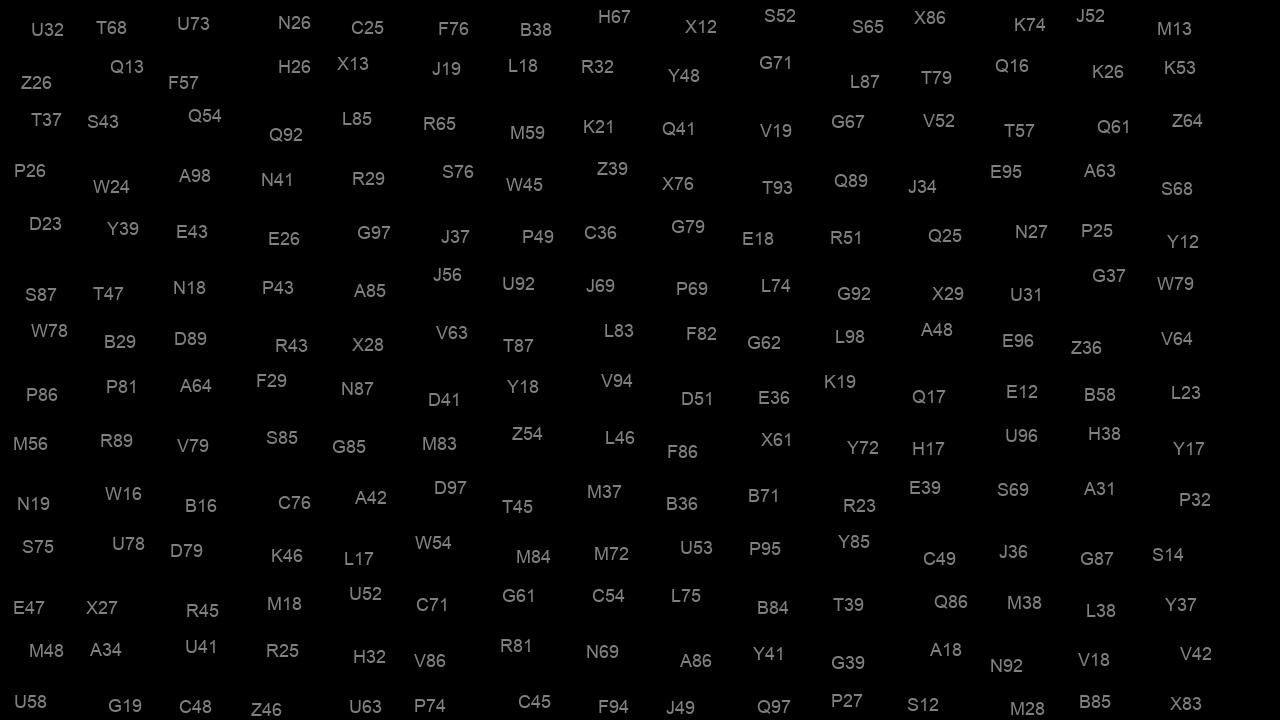 U32 T68 U73 N26 C25 F76 B38 H67 X12 S52 S65 X86 K74 J52 M13
Z26 Q13 F57 H26 X13 J19 L18 R32 Y48 G71 L87 T79 Q16 K26 K53
T37 S43 Q54 Q92 L85 R65 M59 K21 Q41 V19 G67 V52 T57 Q61 Z64
P26 W24 A98 N41 R29 S76 W45 Z39 X76 T93 Q89 J34 E95 A63 S68
D23 Y39 E43 E26 G97 J37 P49 C36 G79 E18 R51 Q25 N27 P25 Y12
S87 T47 N18 P43 A85 J56 U92 J69 P69 L74 G92 X29 U31 G37 W79
W78 B29 D89 R43 X28 V63 T87 L83 F82 G62 L98 A48 E96 Z36 V64
P86 P81 A64 F29 N87 D41 Y18 V94 D51 E36 K19 Q17 E12 B58 L23
M56 R89 V79 S85 G85 M83 Z54 L46 F86 X61 Y72 H17 U96 H38 Y17
N19 W16 B16 C76 A42 D97 T45 M37 B36 B71 R23 E39 S69 A31 P32
S75 U78 D79 K46 L17 W54 M84 M72 U53 P95 Y85 C49 J36 G87 S14
E47 X27 R45 M18 U52 C71 G61 C54 L75 B84 T39 Q86 M38 L38 Y37
M48 A34 U41 R25 H32 V86 R81 N69 A86 Y41 G39 A18 N92 V18 V42
U58 G19 C48 Z46 U63 P74 C45 F94 J49 Q97 P27 S12 M28 B85 X83